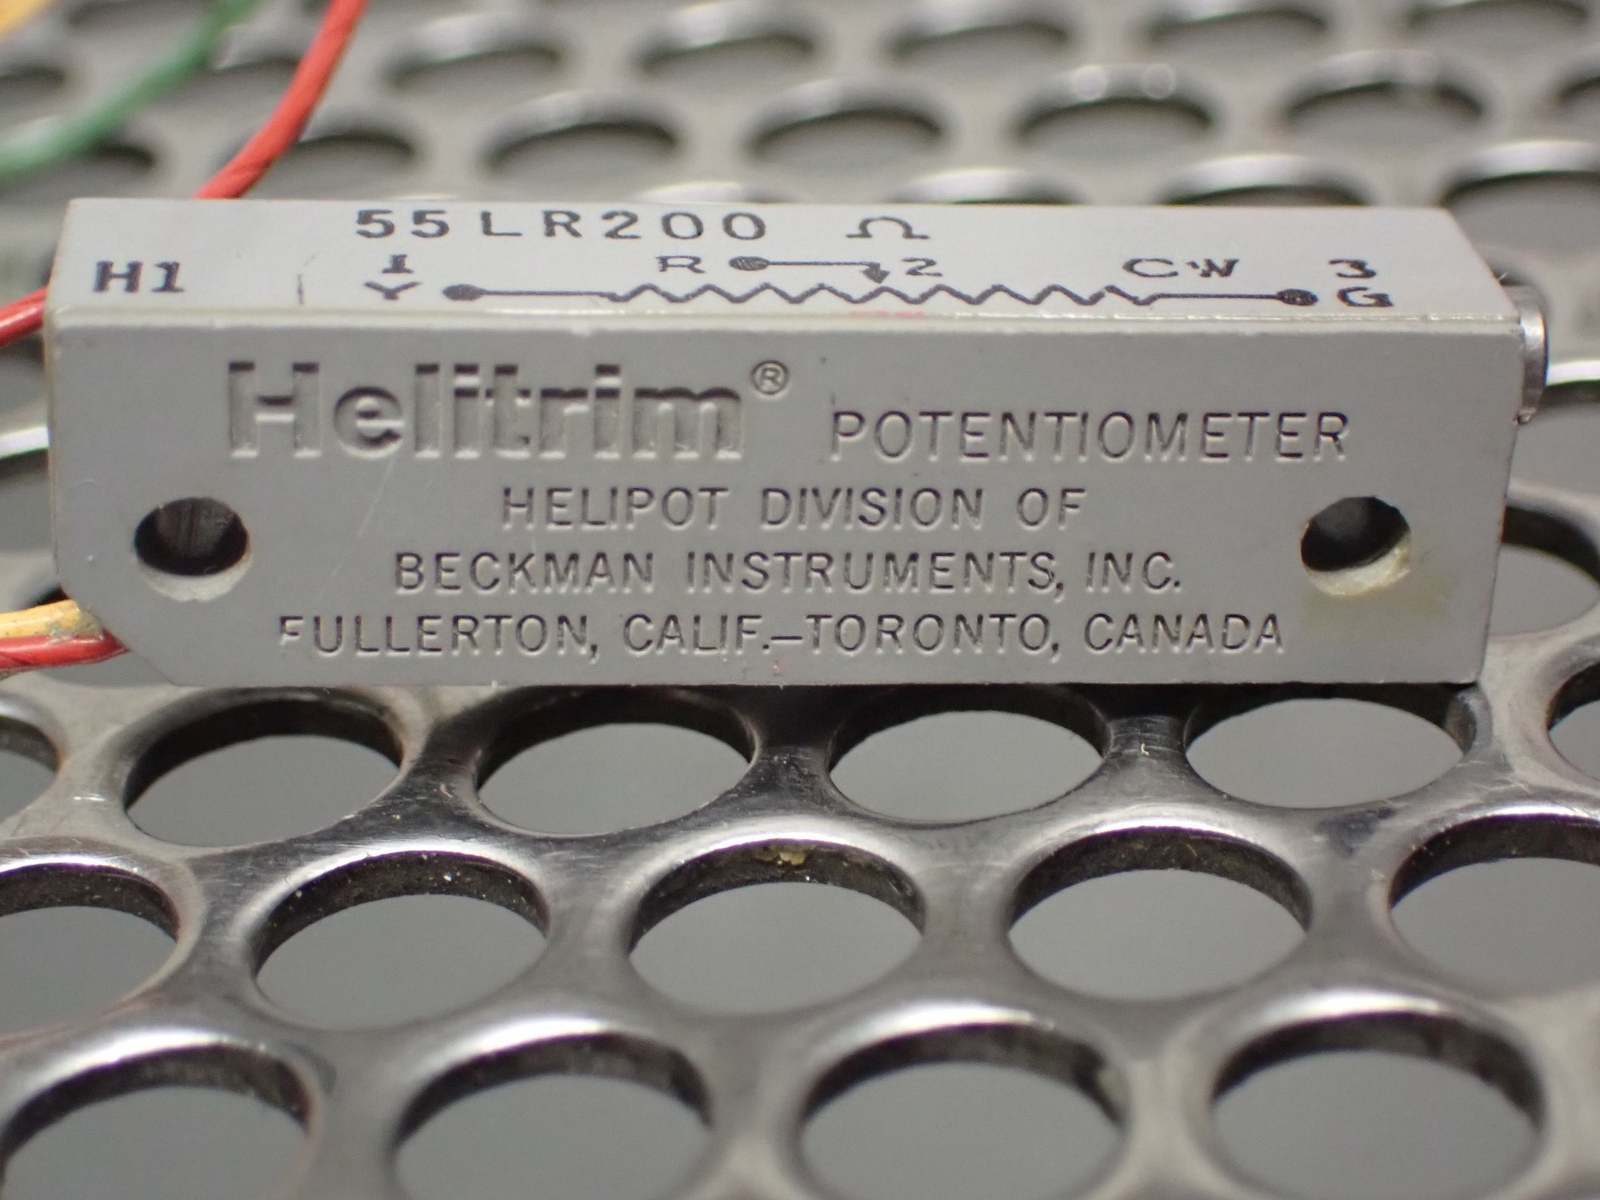 55LR200 Ω
H1 1 R 2 CW 3
Y G
Helitrim® POTENTIOMETER
HELIPOT DIVISION OF
BECKMAN INSTRUMENTS, INC.
FULLERTON, CALIF.–TORONTO, CANADA